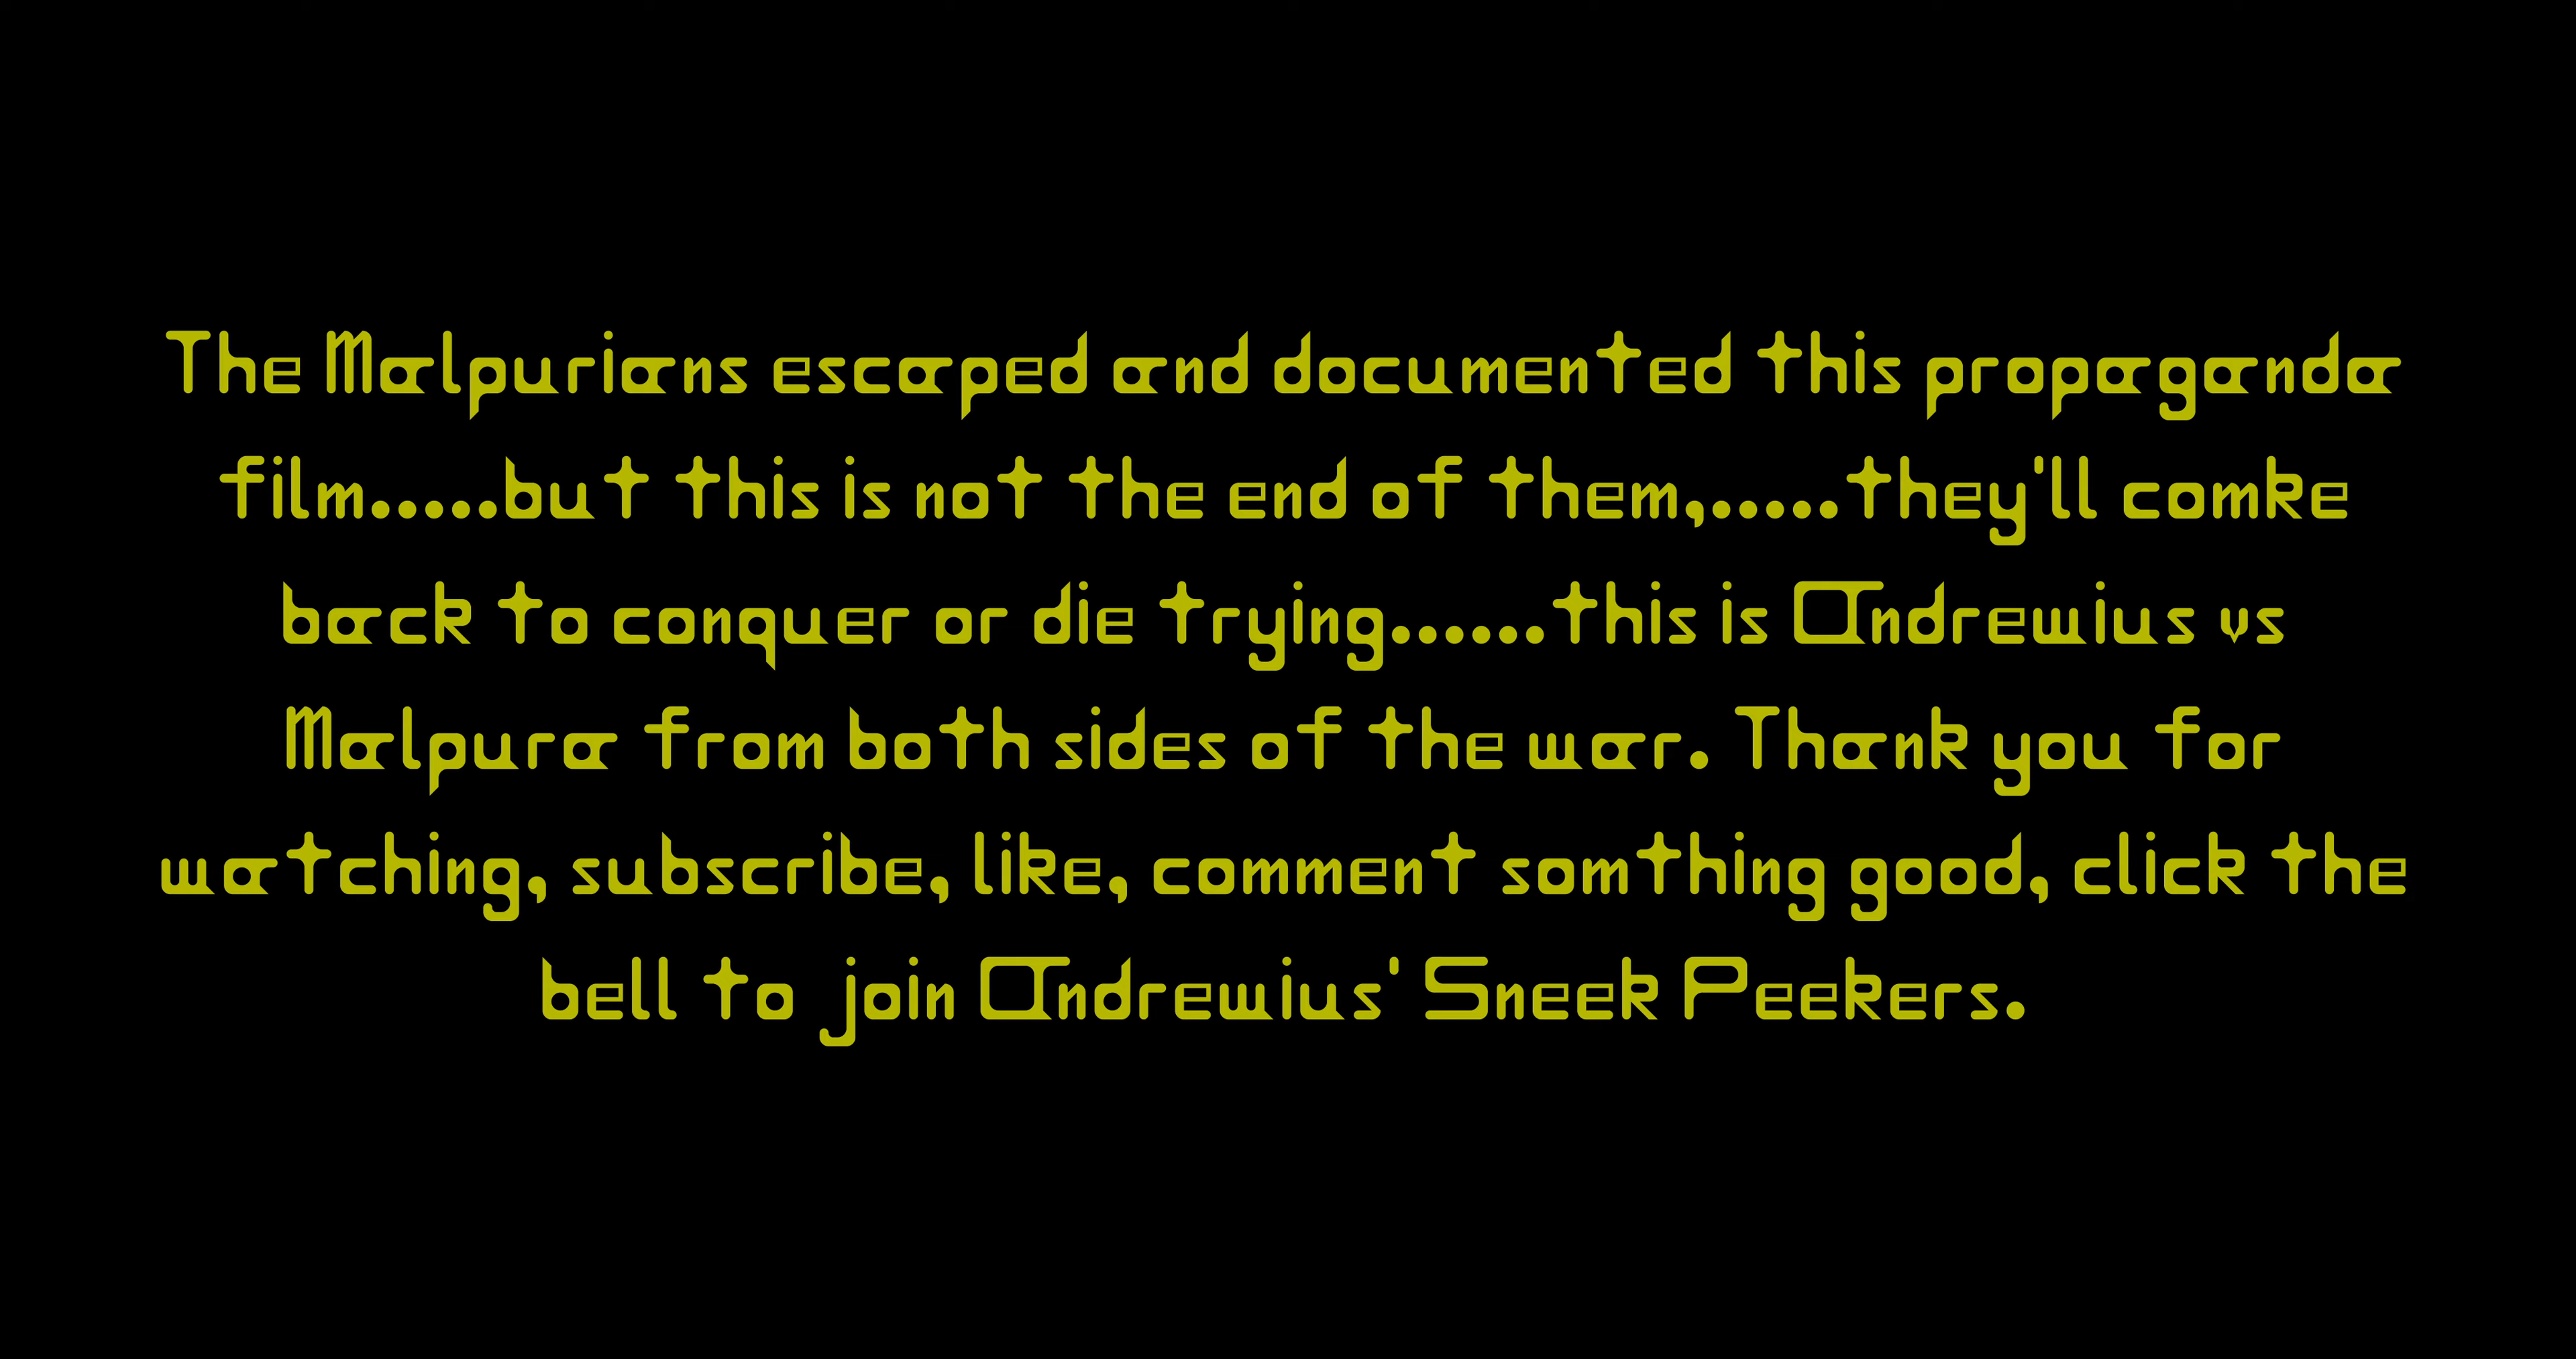 The Malpurians escaped and documented this propaganda
film.....but this is not the end of them,.....they'll comke
back to conquer or die trying......this is Andrewius vs
Malpura from both sides of the war. Thank you for
watching, subscribe, like, comment somthing good, click the
bell to join Andrewius' Sneek Peekers.